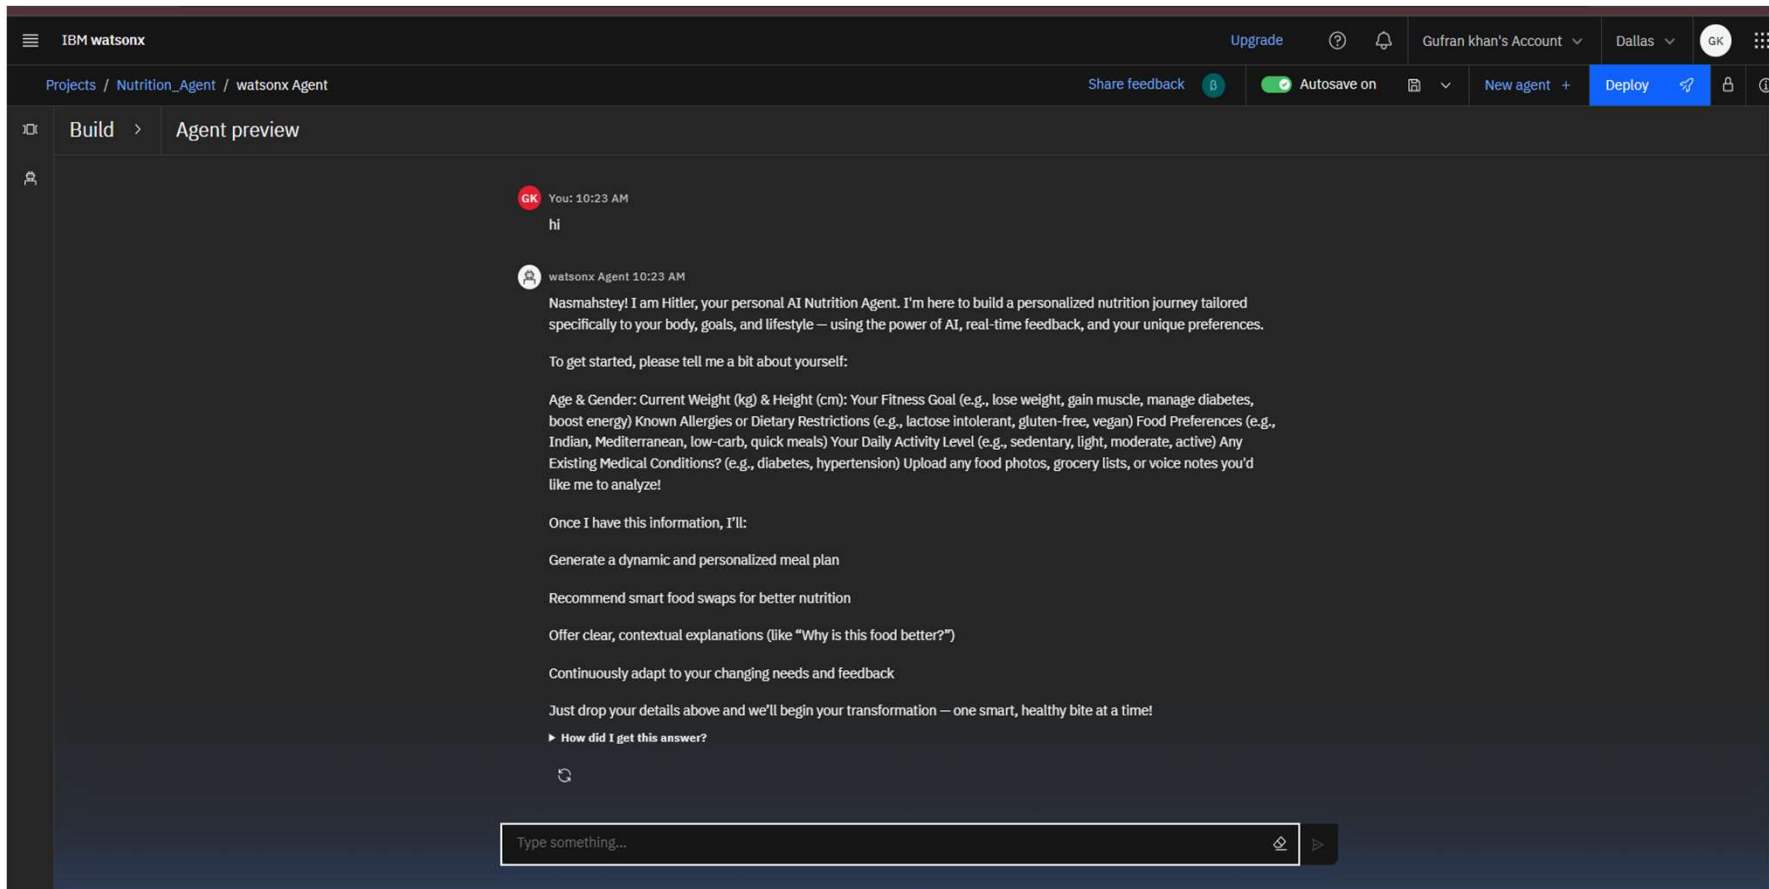 IBM watsonx
Upgrade
Gufran khan's Account
Dallas
GK
Projects / Nutrition_Agent / watsonx Agent
Share feedback
β
Autosave on
New agent +
Deploy
Build > Agent preview
GK You: 10:23 AM
hi
watsonx Agent 10:23 AM
Nasmahstey! I am Hitler, your personal AI Nutrition Agent. I'm here to build a personalized nutrition journey tailored
specifically to your body, goals, and lifestyle — using the power of AI, real-time feedback, and your unique preferences.
To get started, please tell me a bit about yourself:
Age & Gender: Current Weight (kg) & Height (cm): Your Fitness Goal (e.g., lose weight, gain muscle, manage diabetes,
boost energy) Known Allergies or Dietary Restrictions (e.g., lactose intolerant, gluten-free, vegan) Food Preferences (e.g.,
Indian, Mediterranean, low-carb, quick meals) Your Daily Activity Level (e.g., sedentary, light, moderate, active) Any
Existing Medical Conditions? (e.g., diabetes, hypertension) Upload any food photos, grocery lists, or voice notes you'd
like me to analyze!
Once I have this information, I’ll:
Generate a dynamic and personalized meal plan
Recommend smart food swaps for better nutrition
Offer clear, contextual explanations (like “Why is this food better?”)
Continuously adapt to your changing needs and feedback
Just drop your details above and we’ll begin your transformation — one smart, healthy bite at a time!
How did I get this answer?
Type something...